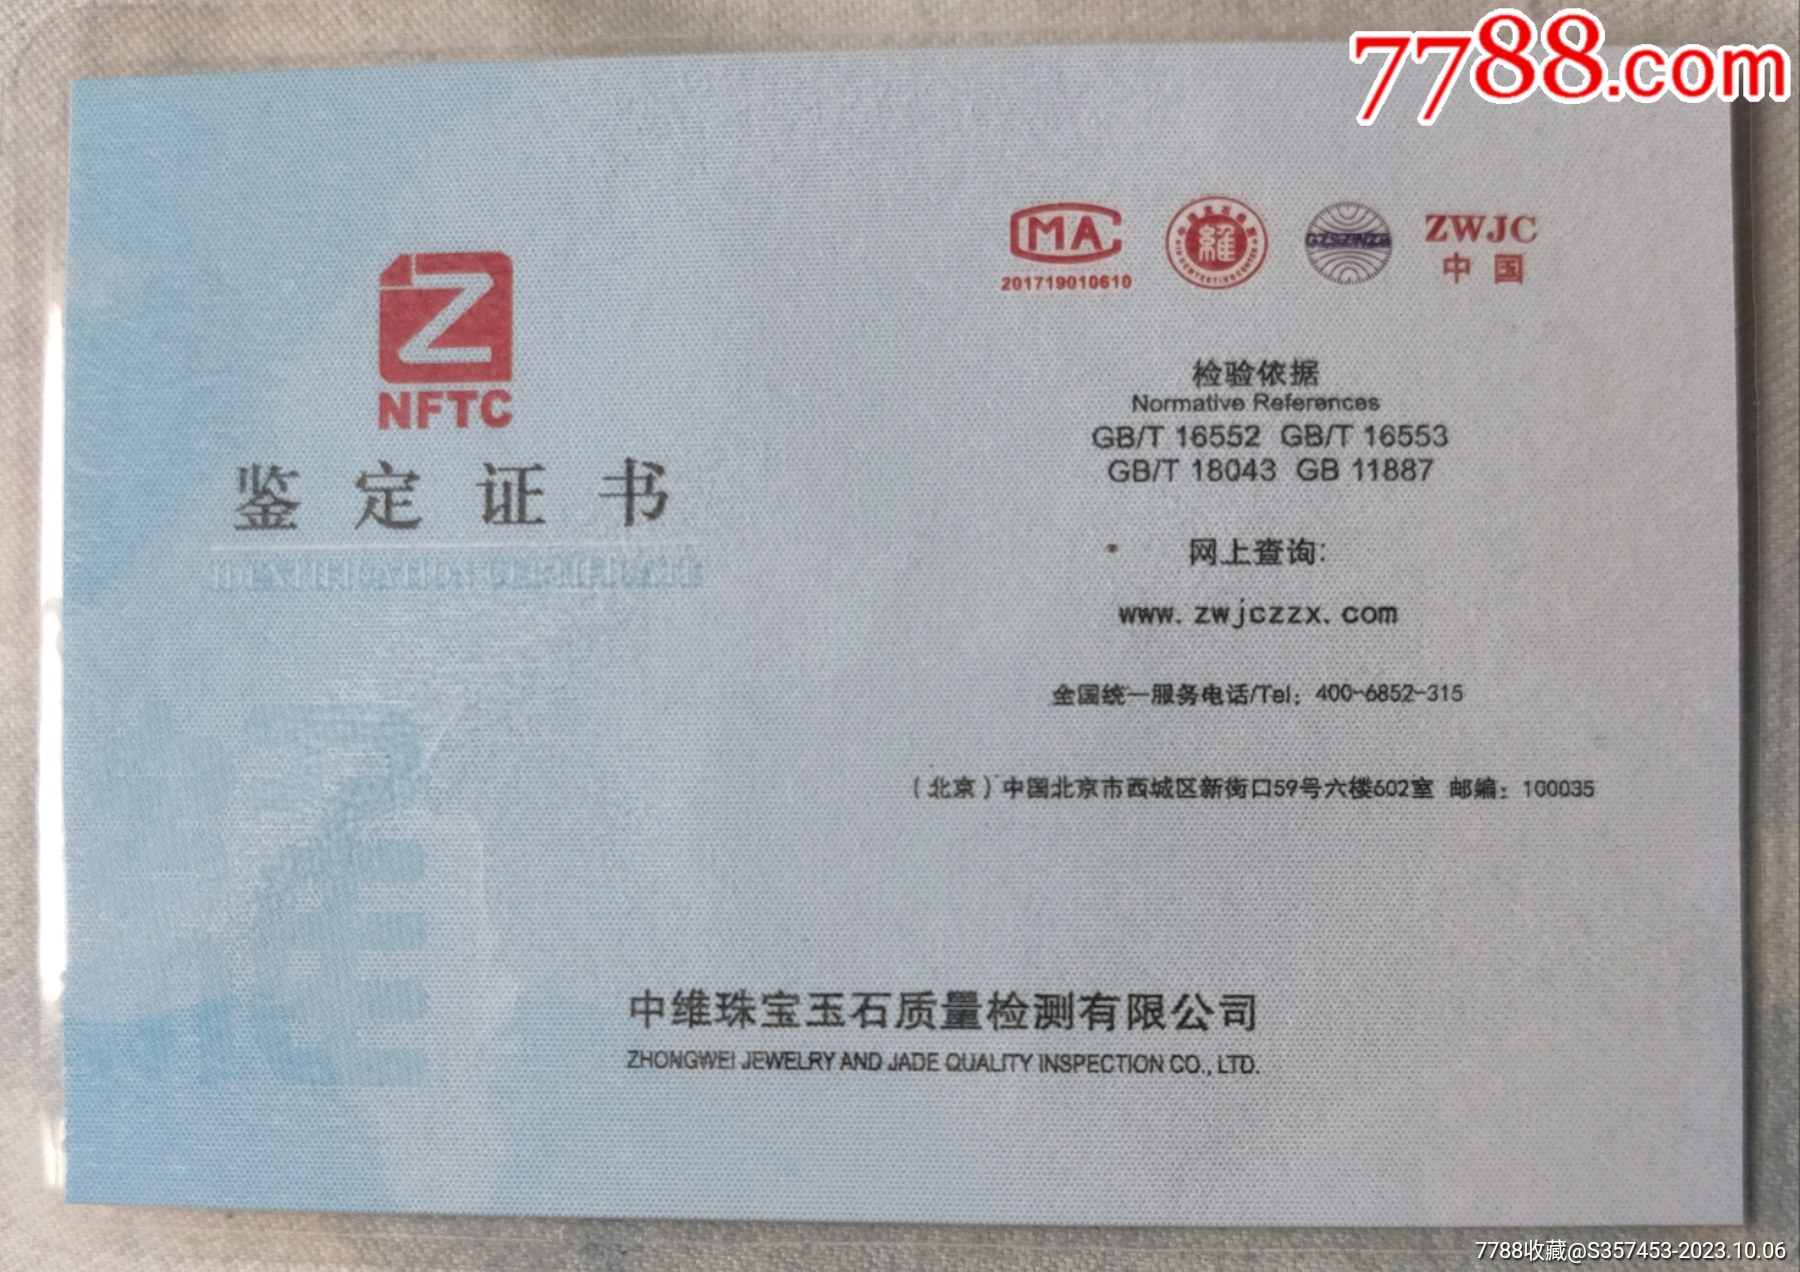 7788.com
CMA
201719010610
維
GZSZINZB
ZWJC
中国
Z
NFTC
鉴定证书
检验依据
Normative References
GB/T 16552 GB/T 16553
GB/T 18043 GB 11887
网上查询:
www.zwjczzx.com
全国统一服务电话/Tel: 400-6852-315
(北京)中国北京市西城区新街口59号六楼602室 邮编: 100035
中维珠宝玉石质量检测有限公司
ZHONGWEI JEWELRY AND JADE QUALITY INSPECTION CO., LTD.
7788收藏@S357453-2023.10.06